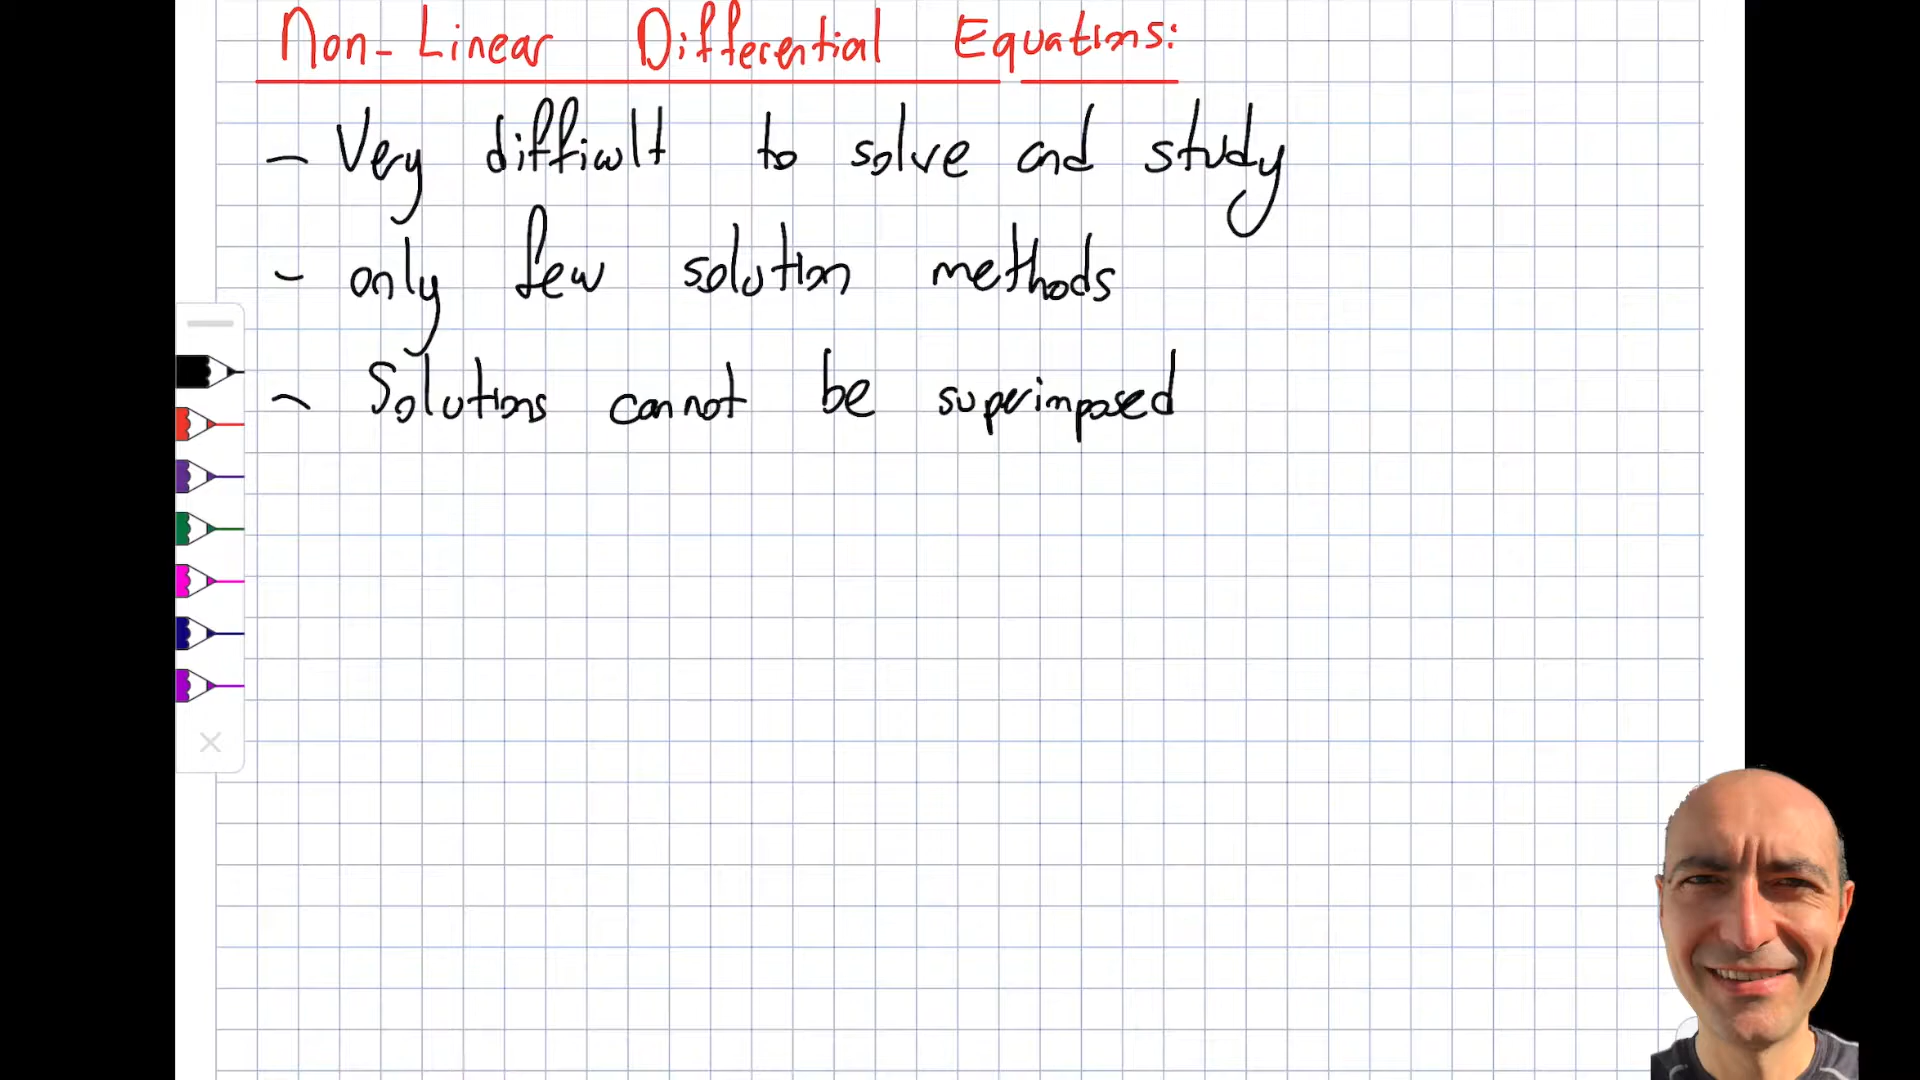 Non-Linear Differential Equations:
- Very difficult to solve and study
- only few solution methods
- Solutions cannot be superimposed